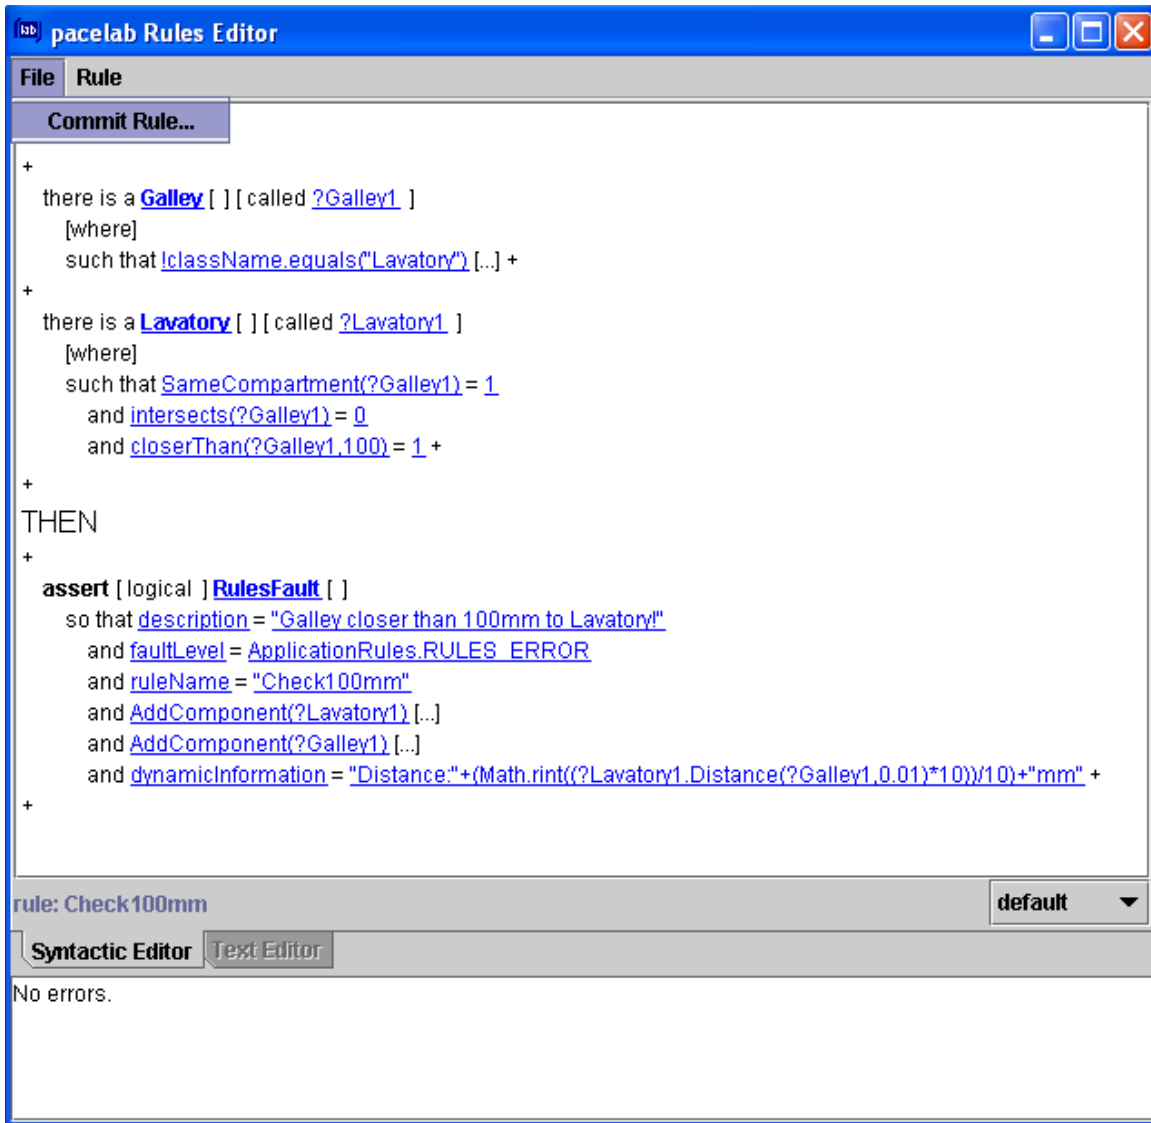 lab pacelab Rules Editor
File Rule
Commit Rule...
+
there is a Galley [ ] [ called ?Galley1 ]
[where]
such that !className.equals("Lavatory") [...] +
+
there is a Lavatory [ ] [ called ?Lavatory1 ]
[where]
such that SameCompartment(?Galley1) = 1
and intersects(?Galley1) = 0
and closerThan(?Galley1,100) = 1 +
+
THEN
+
assert [ logical ] RulesFault [ ]
so that description = "Galley closer than 100mm to Lavatory!"
and faultLevel = ApplicationRules.RULES_ERROR
and ruleName = "Check100mm"
and AddComponent(?Lavatory1) [...]
and AddComponent(?Galley1) [...]
and dynamicInformation = "Distance:"+(Math.rint((?Lavatory1.Distance(?Galley1,0.01)*10))/10)+"mm" +
+
rule: Check100mm default
Syntactic Editor Text Editor
No errors.